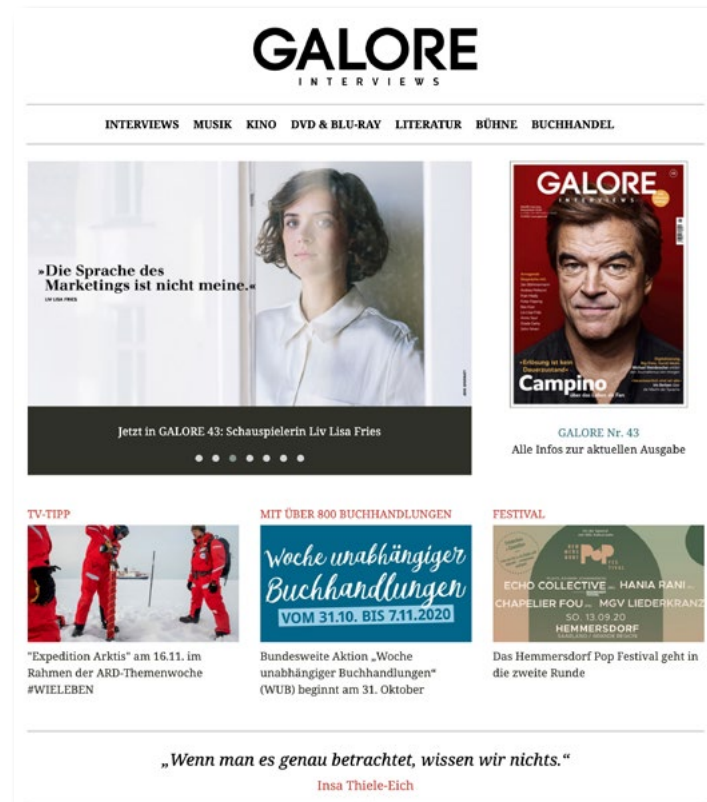 GALORE
INTERVIEWS
INTERVIEWS MUSIK KINO DVD & BLU-RAY LITERATUR BÜHNE BUCHHANDEL
»Die Sprache des
Marketings ist nicht meine.«
LIV LISA FRIES
Jetzt in GALORE 43: Schauspielerin Liv Lisa Fries
GALORE
INTERVIEWS
»Erlösung ist kein
Dauerzustand«
Campino
über das Leben als Fan
GALORE Nr. 43
Alle Infos zur aktuellen Ausgabe
TV-TIPP
"Expedition Arktis" am 16.11. im
Rahmen der ARD-Themenwoche
#WIELEBEN
MIT ÜBER 800 BUCHHANDLUNGEN
Woche unabhängiger
Buchhandlungen
VOM 31.10. BIS 7.11.2020
Bundesweite Aktion „Woche
unabhängiger Buchhandlungen“
(WUB) beginnt am 31. Oktober
FESTIVAL
POP
ECHO COLLECTIVE HANIA RANI
CHAPELIER FOU MGV LIEDERKRANZ
SO. 13.09.20
HEMMERSDORF
Das Hemmersdorf Pop Festival geht in
die zweite Runde
„Wenn man es genau betrachtet, wissen wir nichts.“
Insa Thiele-Eich